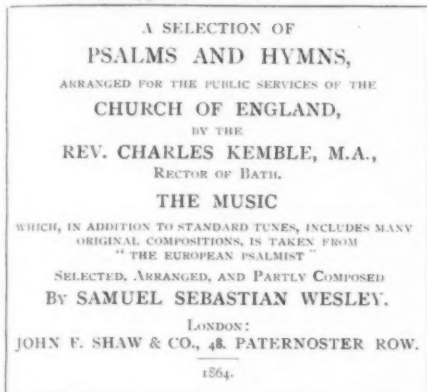 A SELECTION OF
PSALMS AND HYMNS,
ARRANGED FOR THE PUBLIC SERVICES OF THE
CHURCH OF ENGLAND,
BY THE
REV. CHARLES KEMBLE, M.A.,
RECTOR OF BATH.
THE MUSIC
WHICH, IN ADDITION TO STANDARD TUNES, INCLUDES MANY
ORIGINAL COMPOSITIONS, IS TAKEN FROM
"THE EUROPEAN PSALMIST"
SELECTED, ARRANGED, AND PARTLY COMPOSED
BY SAMUEL SEBASTIAN WESLEY.
LONDON:
JOHN F. SHAW & CO., 48, PATERNOSTER ROW.
1864.